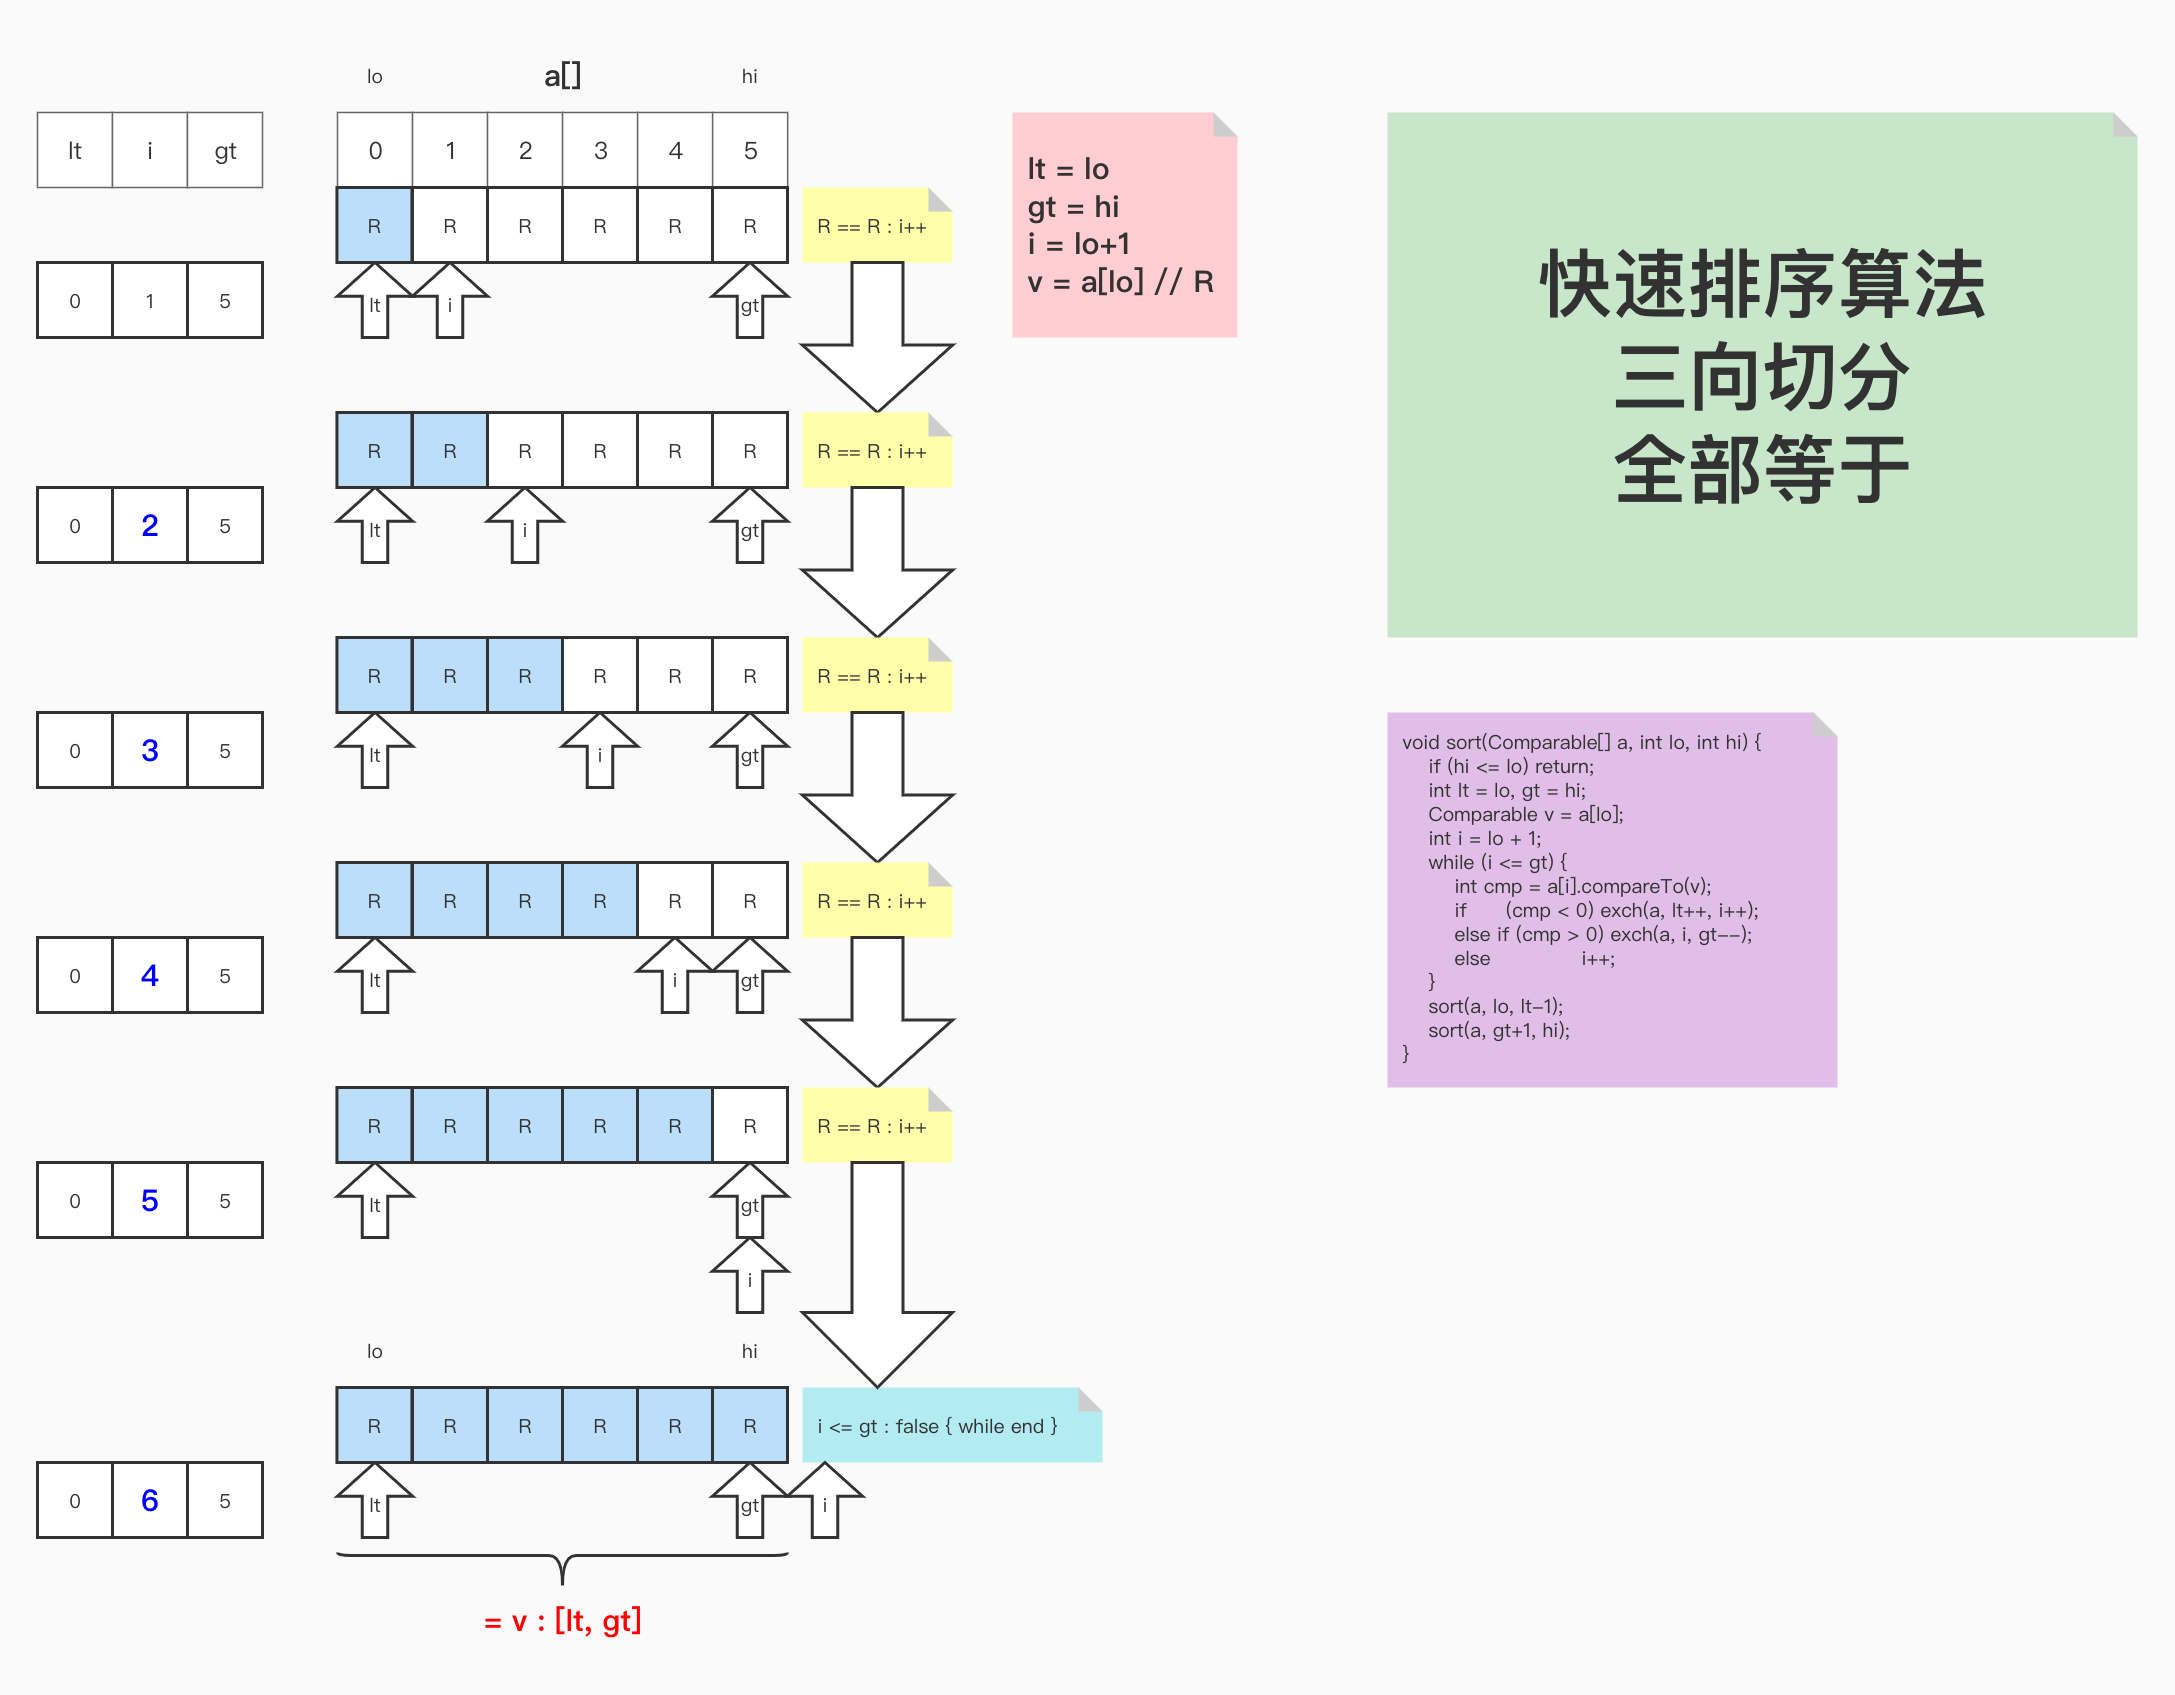 lo a[] hi
lt i gt
0 1 2 3 4 5
R R R R R R
R == R : i++
0 1 5
lt i gt
lt = lo
gt = hi
i = lo+1
v = a[lo] // R
快速排序算法
三向切分
全部等于
R R R R R R
R == R : i++
0 2 5
lt i gt
R R R R R R
R == R : i++
0 3 5
lt i gt
R R R R R R
R == R : i++
0 4 5
lt i gt
R R R R R R
R == R : i++
0 5 5
lt gt
i
lo hi
R R R R R R
i <= gt : false { while end }
0 6 5
lt gt i
= v : [lt, gt]
void sort(Comparable[] a, int lo, int hi) {
if (hi <= lo) return;
int lt = lo, gt = hi;
Comparable v = a[lo];
int i = lo + 1;
while (i <= gt) {
int cmp = a[i].compareTo(v);
if (cmp < 0) exch(a, lt++, i++);
else if (cmp > 0) exch(a, i, gt--);
else i++;
}
sort(a, lo, lt-1);
sort(a, gt+1, hi);
}